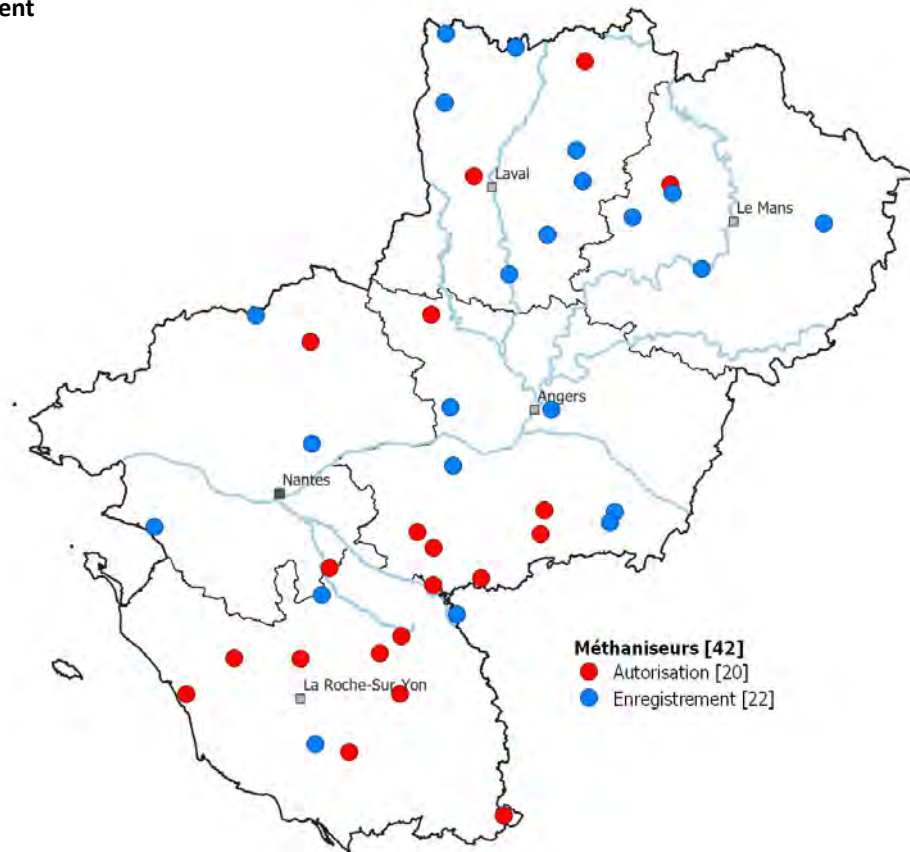 ent
Laval
Le Mans
Angers
Nantes
Méthaniseurs [42]
Autorisation [20]
La Roche-Sur-Yon
Enregistrement [22]